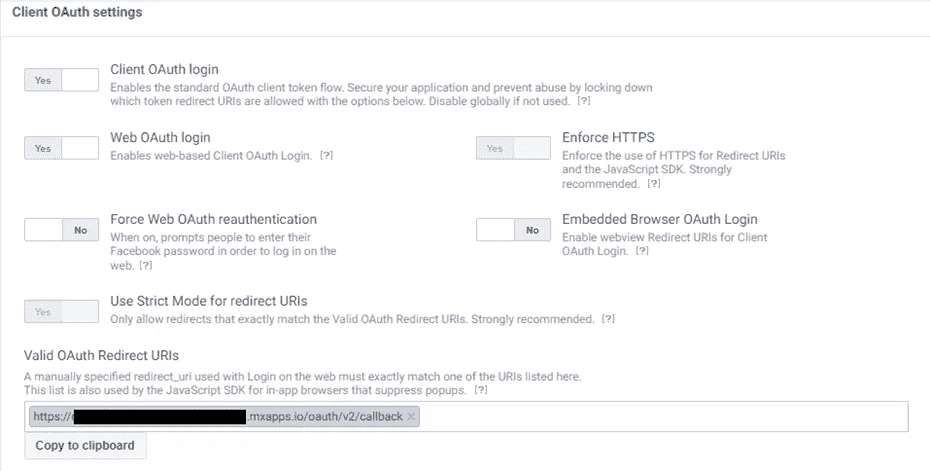 Client OAuth settings
Yes
Client OAuth login
Enables the standard OAuth client token flow. Secure your application and prevent abuse by locking down
which token redirect URIs are allowed with the options below. Disable globally if not used. [?]
Yes
Web OAuth login
Enables web-based Client OAuth Login. [?]
Yes
Enforce HTTPS
Enforce the use of HTTPS for Redirect URIs
and the JavaScript SDK. Strongly
recommended. [?]
No
Force Web OAuth reauthentication
When on, prompts people to enter their
Facebook password in order to log in on the
web. [?]
No
Embedded Browser OAuth Login
Enable webview Redirect URIs for Client
OAuth Login. [?]
Yes
Use Strict Mode for redirect URIs
Only allow redirects that exactly match the Valid OAuth Redirect URIs. Strongly recommended. [?]
Valid OAuth Redirect URIs
A manually specified redirect_uri used with Login on the web must exactly match one of the URIs listed here.
This list is also used by the JavaScript SDK for in-app browsers that suppress popups. [?]
https:// .mxapps.io/oauth/v2/callback ×
Copy to clipboard